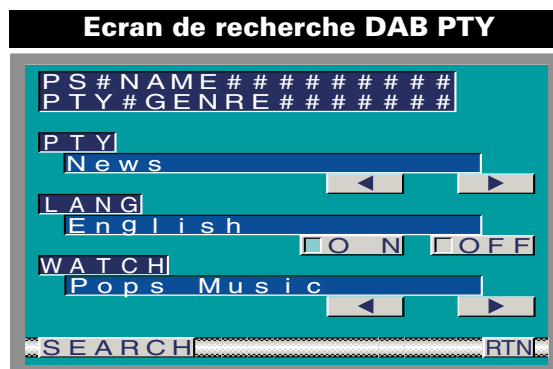 Ecran de recherche DAB PTY
PS#NAME#########
PTY#GENRE#######
PTY
News
◄ ►
LANG
English
ON OFF
WATCH
Pops Music
◄ ►
SEARCH RTN